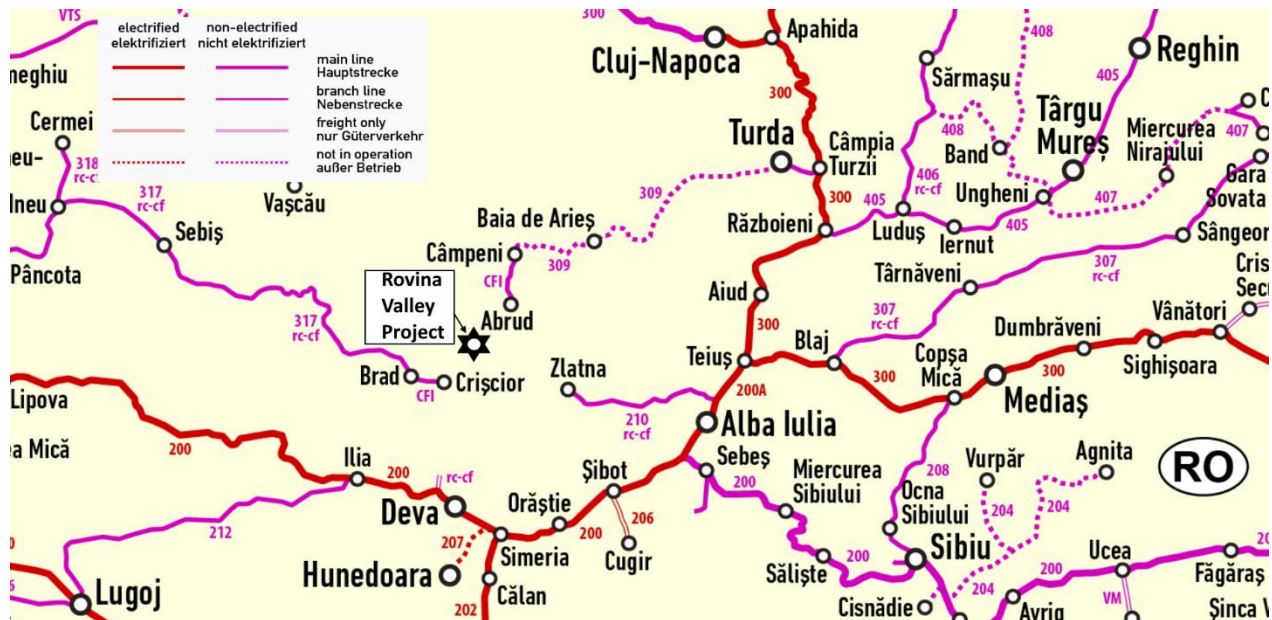 VTS
electrified
elektrifiziert
non-electrified
nicht elektrifiziert
main line
Hauptstrecke
branch line
Nebenstrecke
freight only
nur Güterverkehr
not in operation
außer Betrieb
300
Cluj-Napoca
Apahida
300
408
405
Reghin
meghiu
Sărmașu
Cermei
neu-
318
rc-cf
317
rc-cf
Vașcău
Turda
Câmpia
Turzii
408
Band
Târgu
Mureș
Miercurea
Nirajului
C
407
Gara
Sovata
Ineu
Sebiș
309
Baia de Arieș
300
406
rc-cf
Ungheni
407
Pâncota
Câmpeni
309
Războieni
405
Luduș
Iernut
405
Sângeor
CFI
Rovina
Valley
Project
Abrud
Aiud
Târnăveni
307
rc-cf
Cris
Secu
317
rc-cf
300
307
rc-cf
Dumbrăveni
Vânători
Brad
Crișcior
CFI
Zlatna
Teiuș
Blaj
Copșa
Mică
300
300
Sighișoara
Mediaș
200A
Lipova
210
rc-cf
Alba Iulia
ea Mică
200
Ilia
200
rc-cf
Șibot
Sebeș
200
Miercurea
Sibiului
208
Vurpăr
Agnita
RO
Deva
Orăștie
Ocna
Sibiului
204
204
212
207
Simeria
200
206
Cugir
Hunedoara
Săliște
200
Sibiu
Ucea
200
20
Făgăraș
Lugoj
Călan
202
Cisnădie
204
Avrig
VM
Șinca V